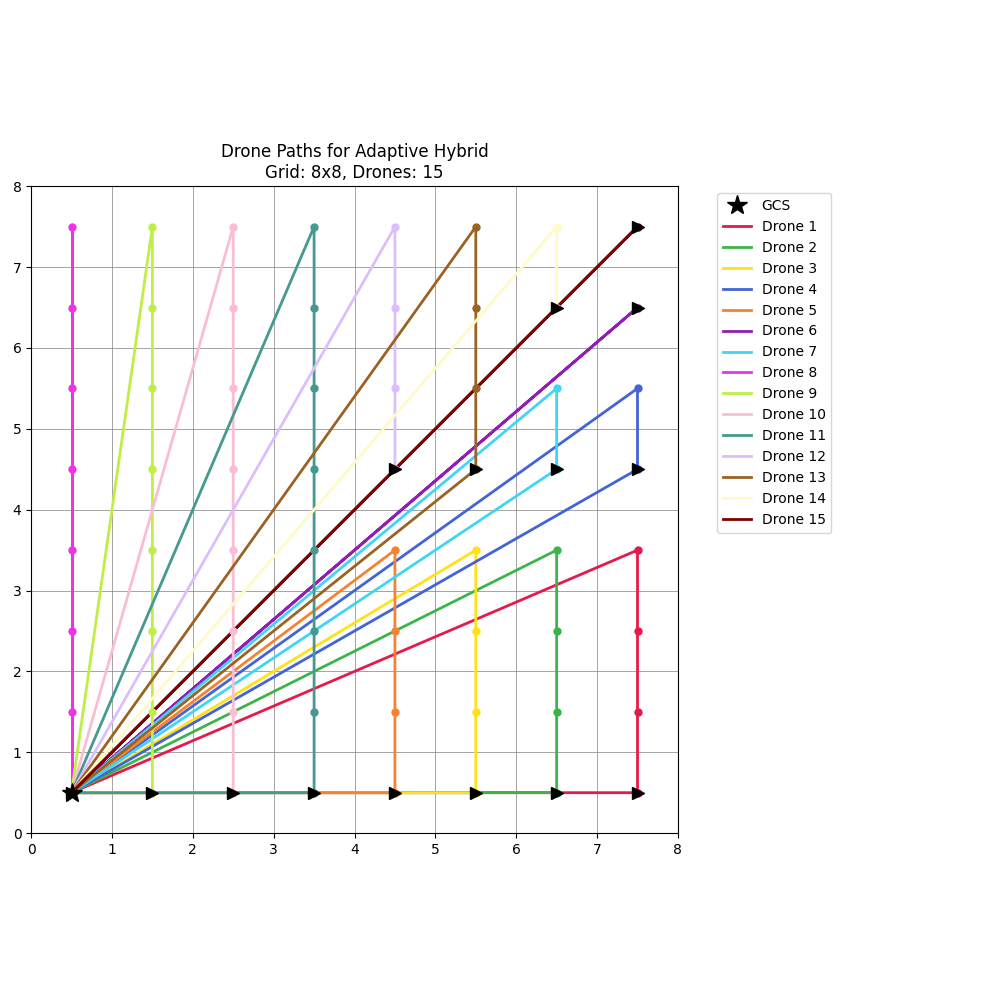 Drone Paths for Adaptive Hybrid
Grid: 8x8, Drones: 15
8
7
6
5
4
3
2
1
0
0 1 2 3 4 5 6 7 8
GCS
Drone 1
Drone 2
Drone 3
Drone 4
Drone 5
Drone 6
Drone 7
Drone 8
Drone 9
Drone 10
Drone 11
Drone 12
Drone 13
Drone 14
Drone 15